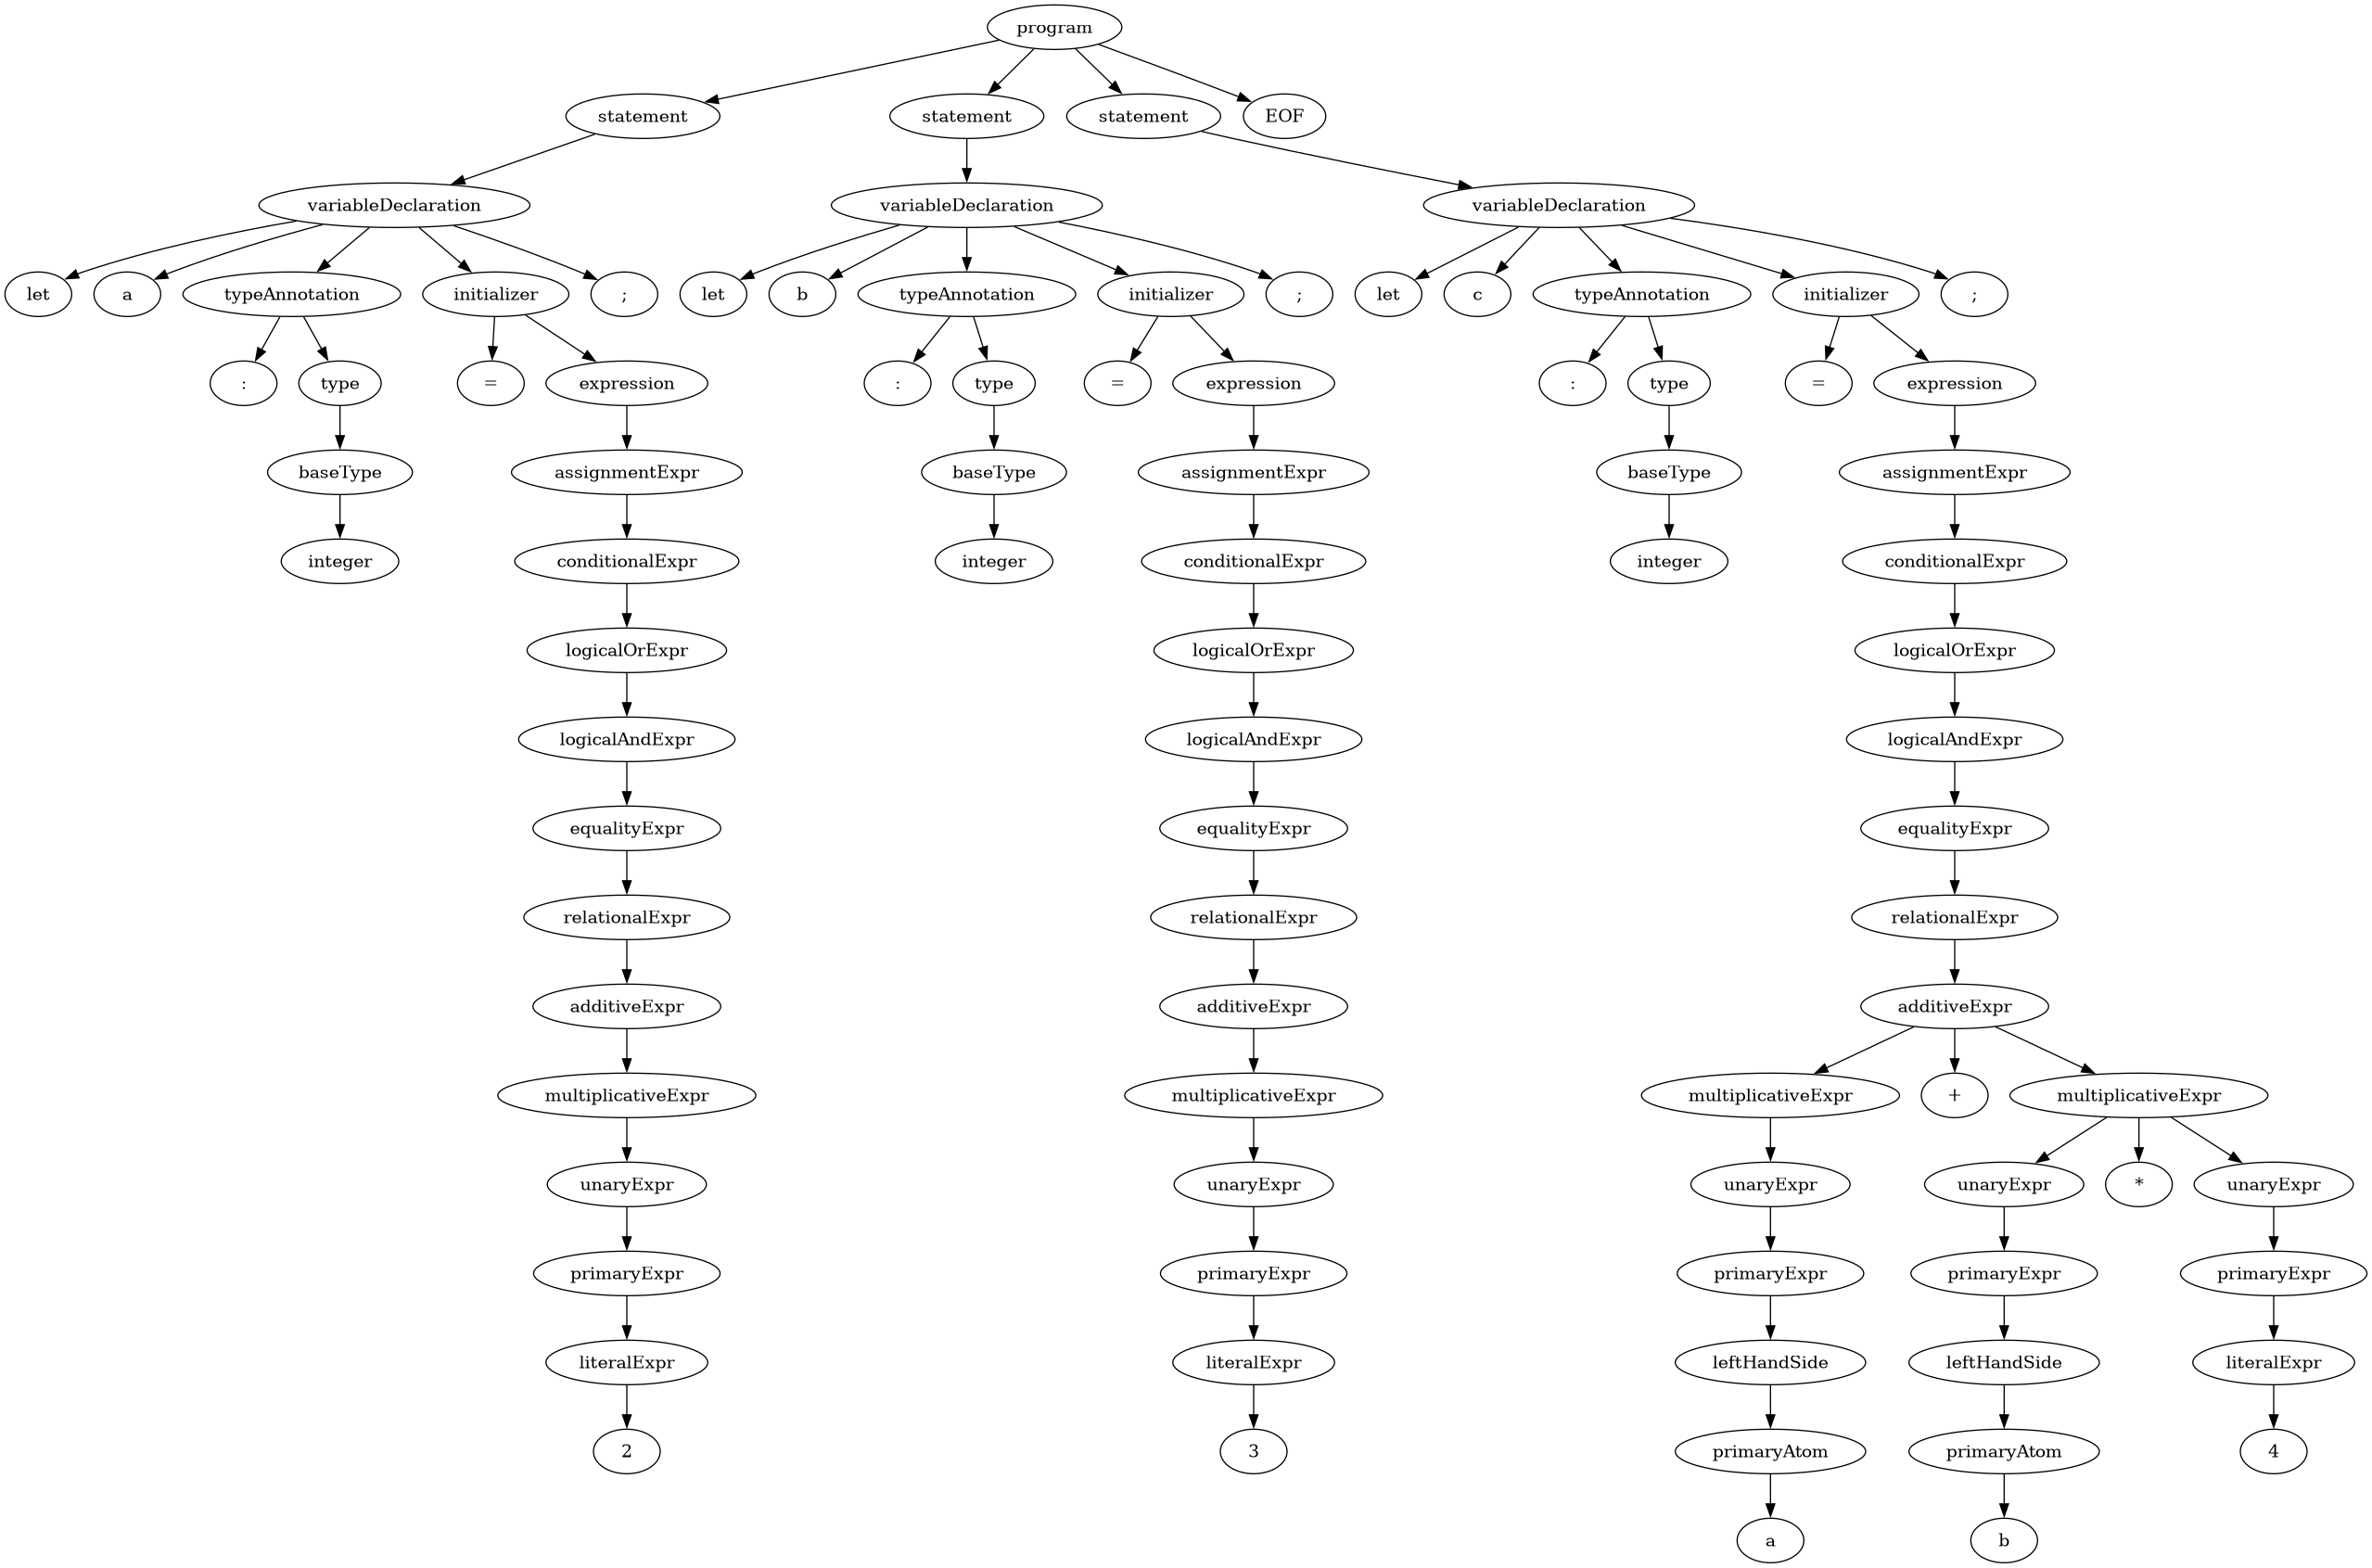 program
statement statement statement EOF
variableDeclaration variableDeclaration variableDeclaration
let a typeAnnotation initializer ; let b typeAnnotation initializer ; let c typeAnnotation initializer ;
: type = expression : type = expression : type = expression
baseType assignmentExpr baseType assignmentExpr baseType assignmentExpr
integer conditionalExpr integer conditionalExpr integer conditionalExpr
logicalOrExpr logicalOrExpr logicalOrExpr
logicalAndExpr logicalAndExpr logicalAndExpr
equalityExpr equalityExpr equalityExpr
relationalExpr relationalExpr relationalExpr
additiveExpr additiveExpr additiveExpr
multiplicativeExpr multiplicativeExpr multiplicativeExpr + multiplicativeExpr
unaryExpr unaryExpr unaryExpr unaryExpr * unaryExpr
primaryExpr primaryExpr primaryExpr primaryExpr primaryExpr
literalExpr literalExpr leftHandSide leftHandSide literalExpr
2 3 primaryAtom primaryAtom 4
a b